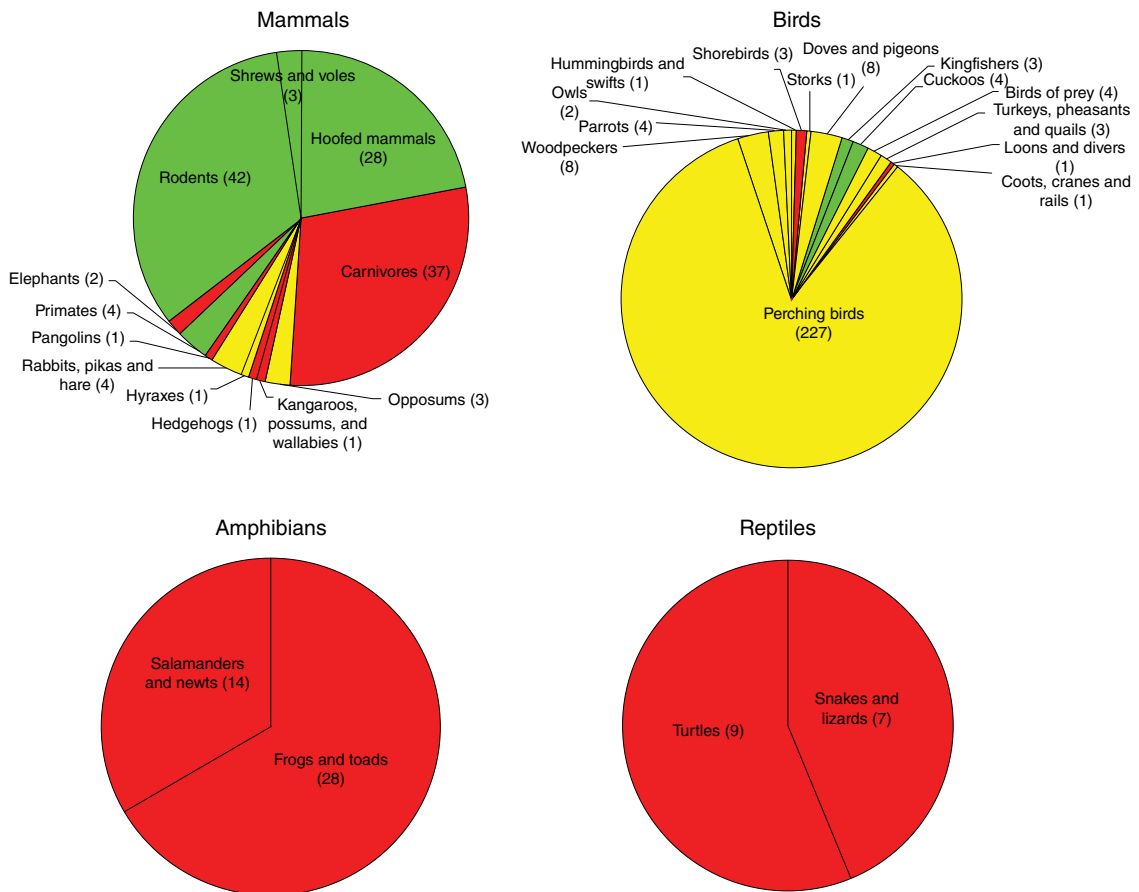 Mammals
Shrews and voles
(3)
Hoofed mammals
(28)
Rodents (42)
Carnivores (37)
Elephants (2)
Primates (4)
Pangolins (1)
Rabbits, pikas and
hare (4)
Hyraxes (1)
Hedgehogs (1)
Kangaroos,
possums, and
wallabies (1)
Opposums (3)
Birds
Hummingbirds and
swifts (1)
Shorebirds (3)
Doves and pigeons
(8)
Storks (1)
Kingfishers (3)
Cuckoos (4)
Owls
(2)
Birds of prey (4)
Parrots (4)
Turkeys, pheasants
and quails (3)
Woodpeckers
(8)
Loons and divers
(1)
Coots, cranes and
rails (1)
Perching birds
(227)
Amphibians
Salamanders
and newts (14)
Frogs and toads
(28)
Reptiles
Turtles (9)
Snakes and
lizards (7)